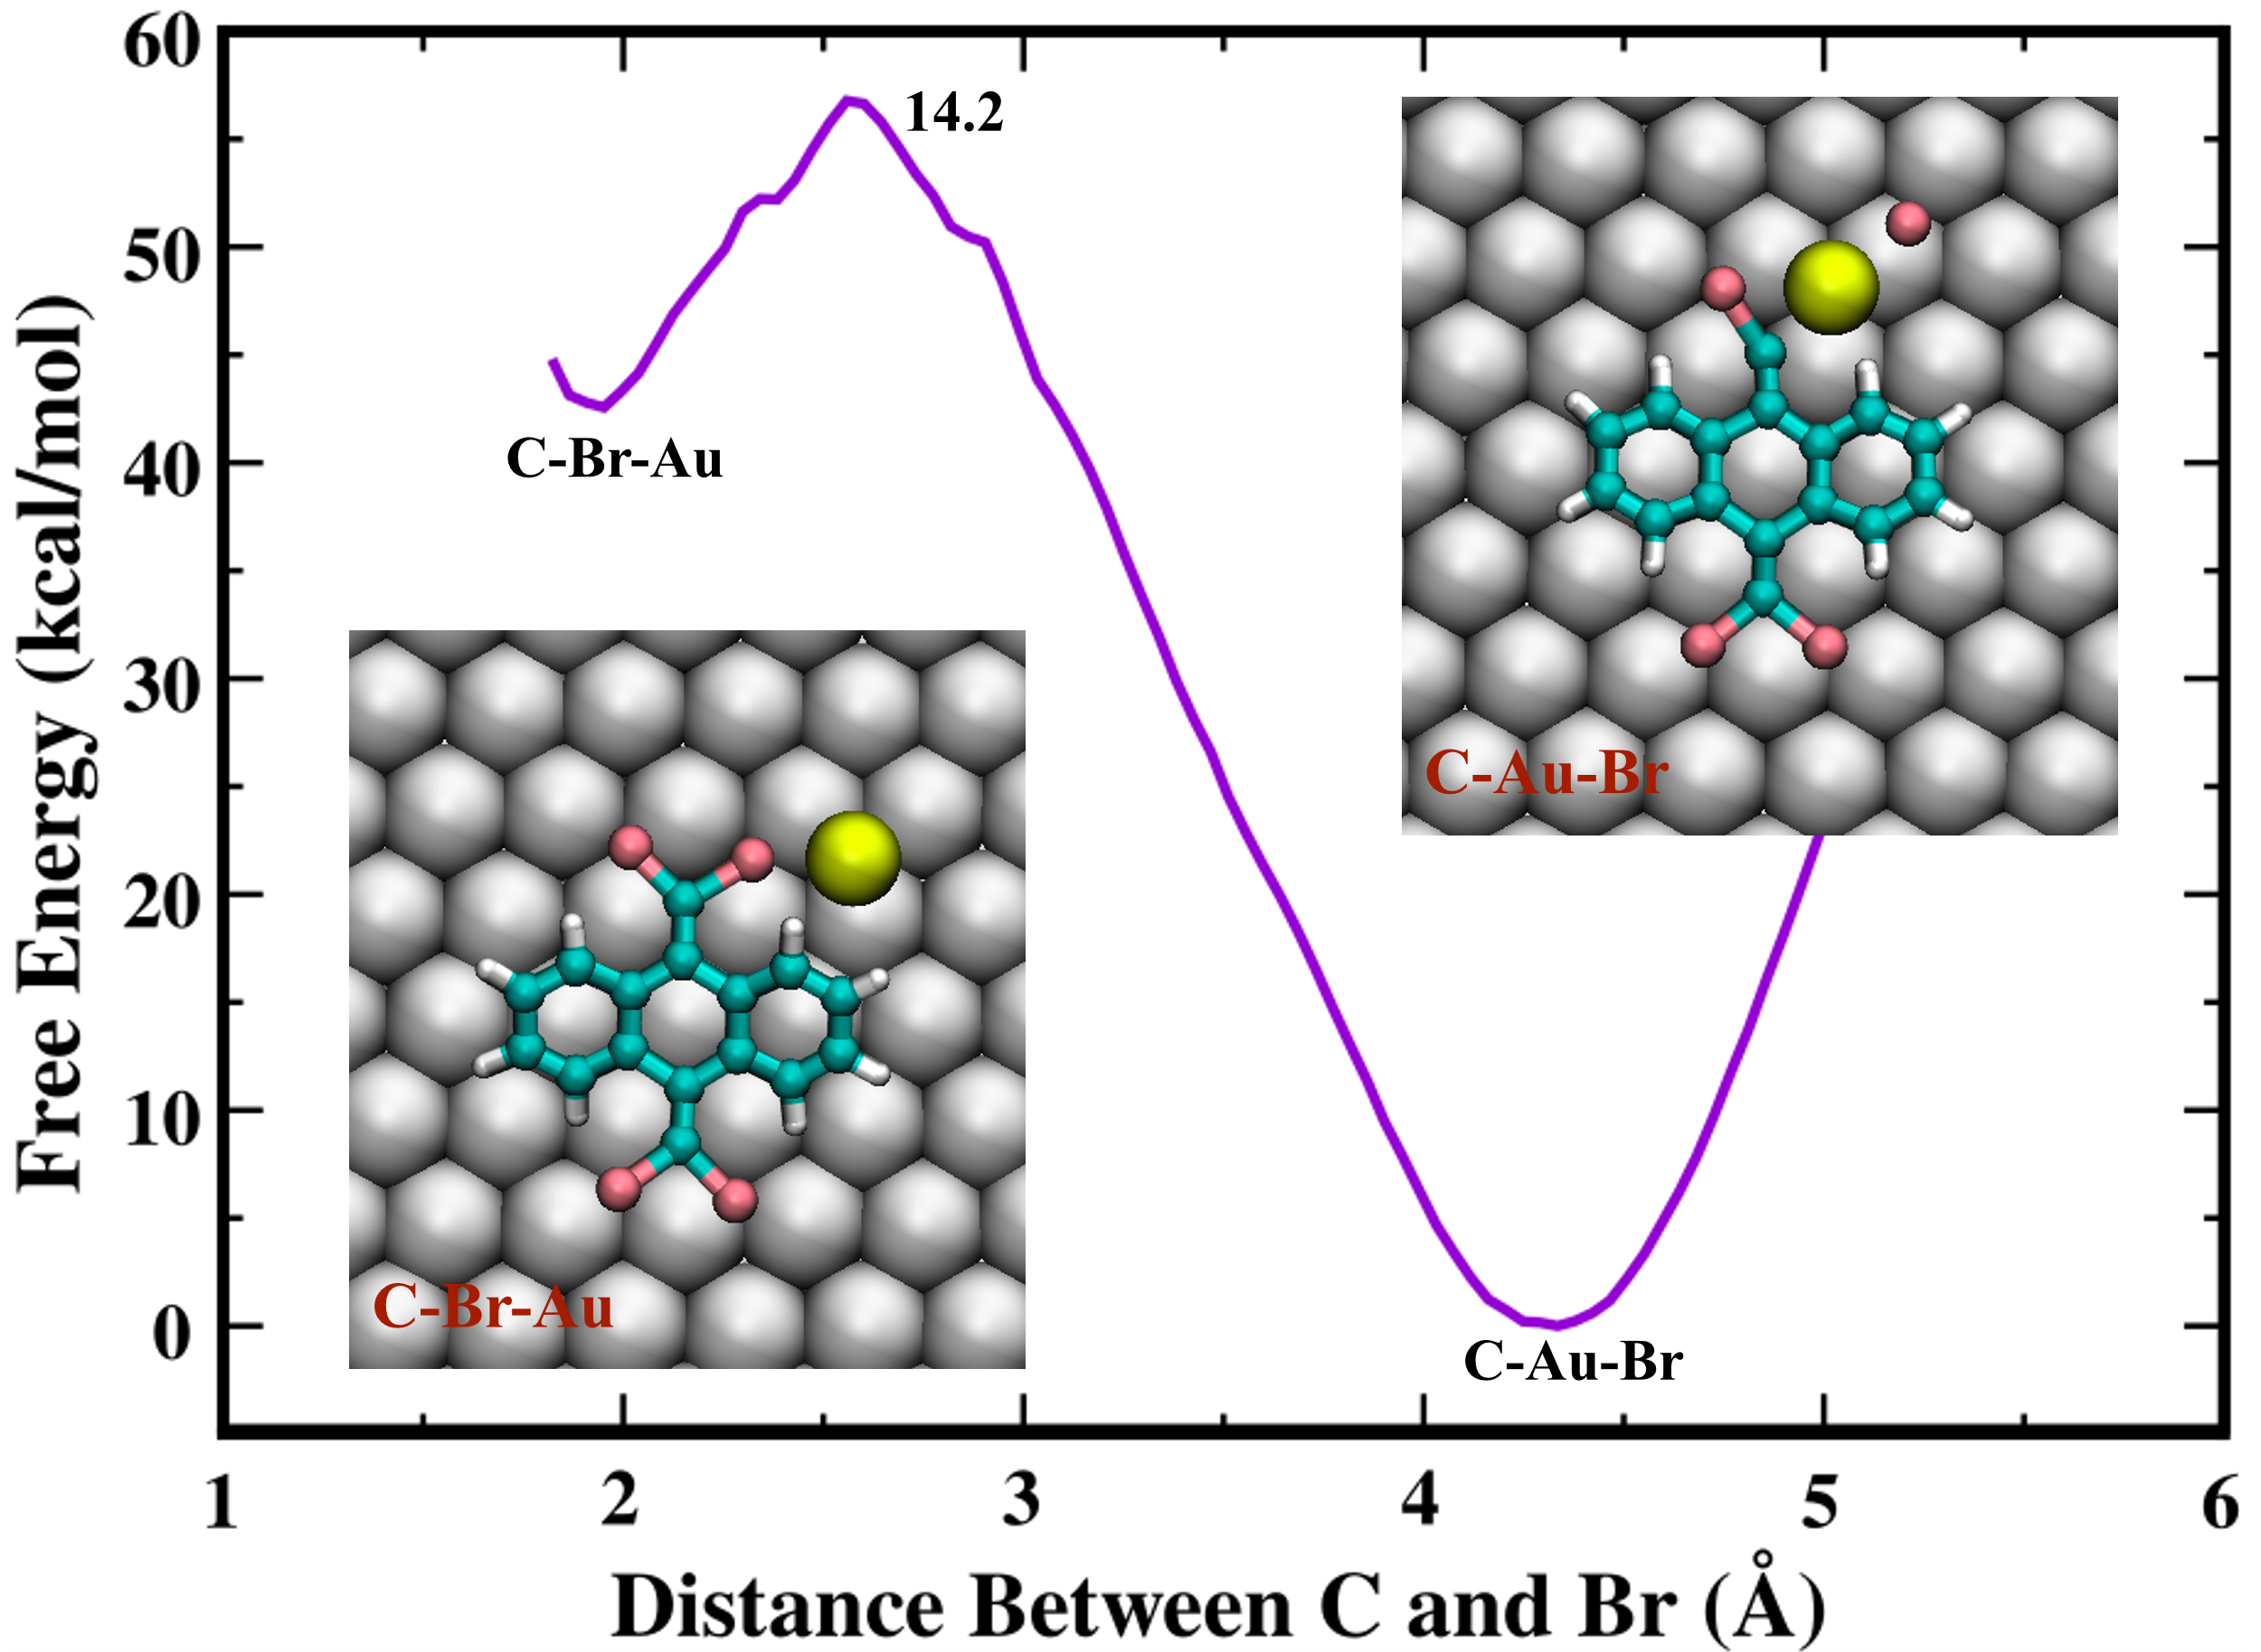 60
50
40
30
20
10
0
Free Energy (kcal/mol)
14.2
C-Br-Au
C-Au-Br
C-Br-Au
C-Au-Br
1 2 3 4 5 6
Distance Between C and Br (Å)